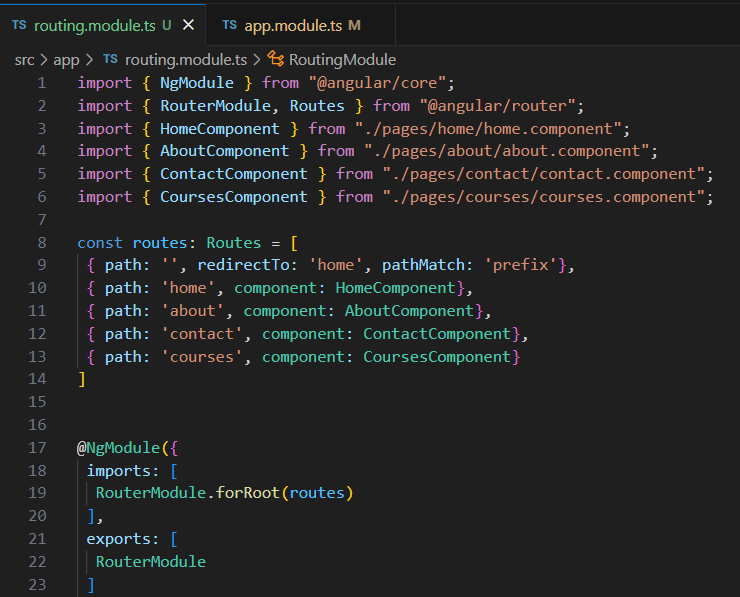 TS routing.module.ts U × TS app.module.ts M
src > app > TS routing.module.ts > RoutingModule
1 import { NgModule } from "@angular/core";
2 import { RouterModule, Routes } from "@angular/router";
3 import { HomeComponent } from "./pages/home/home.component";
4 import { AboutComponent } from "./pages/about/about.component";
5 import { ContactComponent } from "./pages/contact/contact.component";
6 import { CoursesComponent } from "./pages/courses/courses.component";
7
8 const routes: Routes = [
9 { path: '', redirectTo: 'home', pathMatch: 'prefix'},
10 { path: 'home', component: HomeComponent},
11 { path: 'about', component: AboutComponent},
12 { path: 'contact', component: ContactComponent},
13 { path: 'courses', component: CoursesComponent}
14 ]
15
16
17 @NgModule({
18 imports: [
19 RouterModule.forRoot(routes)
20 ],
21 exports: [
22 RouterModule
23 ]